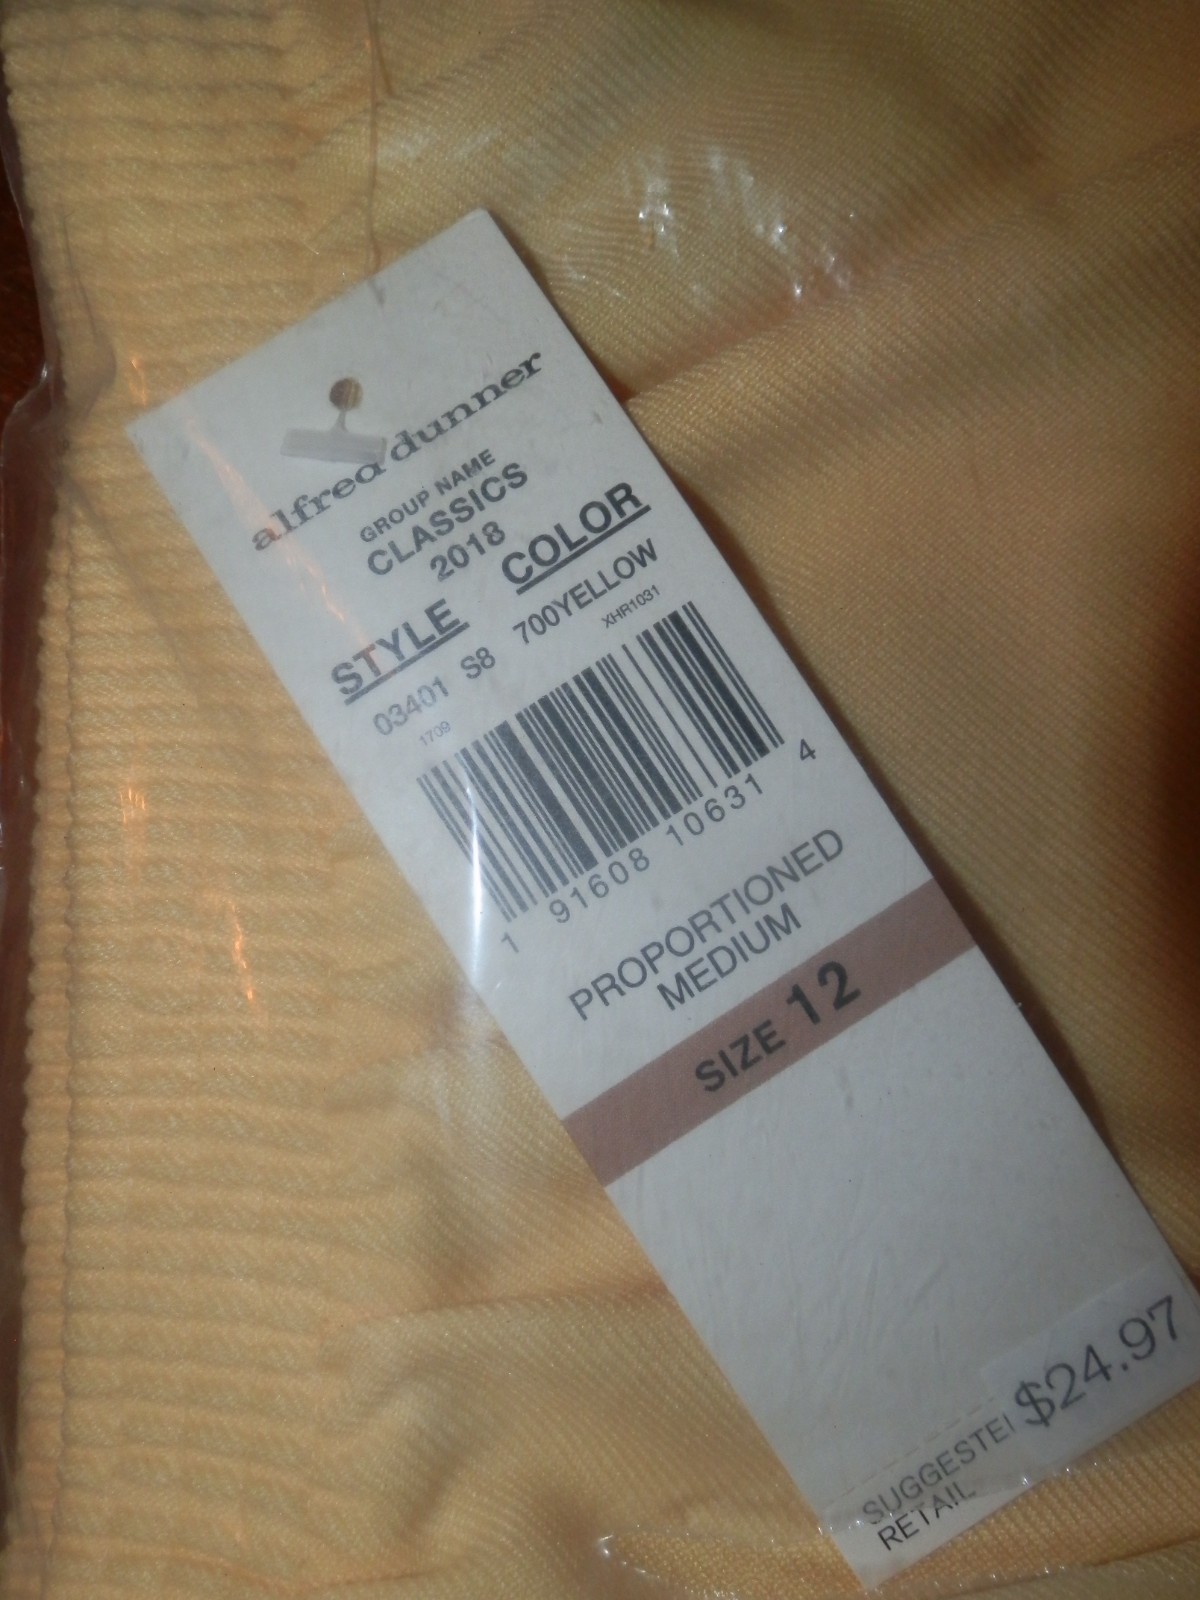 alfred dunner
GROUP NAME
CLASSICS
2018
STYLE COLOR
03401 S8 700YELLOW
1709 XHR1031
1 91608 10631 4
PROPORTIONED
MEDIUM
SIZE 12
$24.97
SUGGESTE
RETAIL